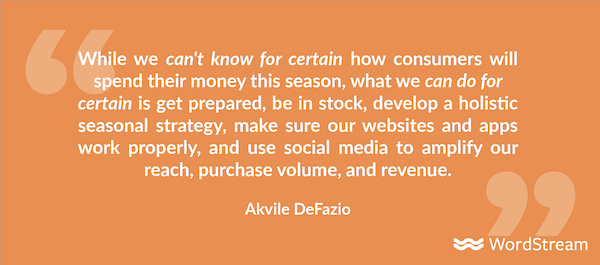 While we can't know for certain how consumers will
spend their money this season, what we can do for
certain is get prepared, be in stock, develop a holistic
seasonal strategy, make sure our websites and apps
work properly, and use social media to amplify our
reach, purchase volume, and revenue.
Akvile DeFazio
WordStream